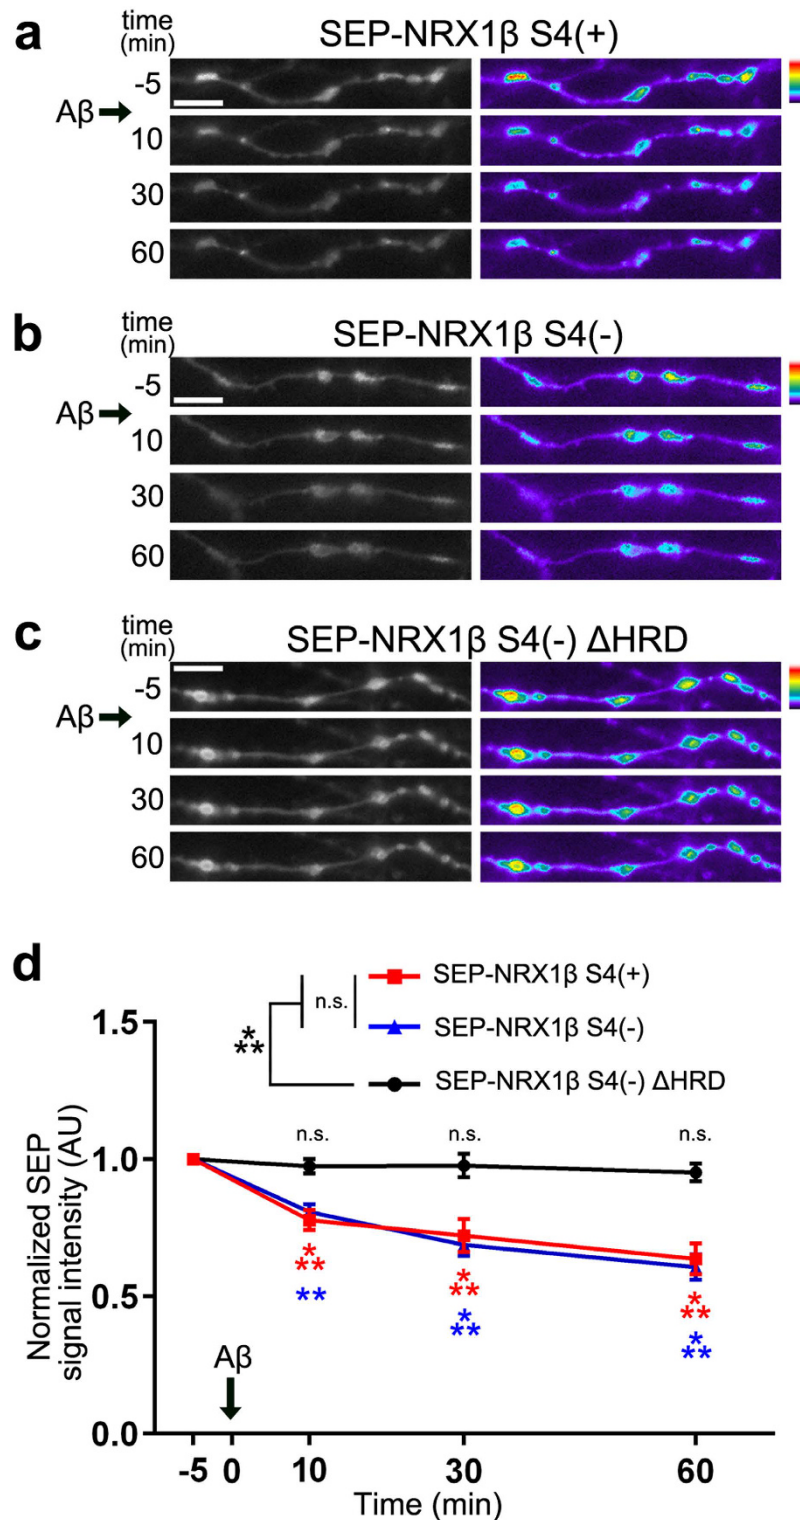 a
time
(min)
SEP-NRX1β S4(+)
-5
Aβ
10
30
60
b
time
(min)
SEP-NRX1β S4(-)
-5
Aβ
10
30
60
c
time
(min)
SEP-NRX1β S4(-) ΔHRD
-5
Aβ
10
30
60
d
SEP-NRX1β S4(+)
n.s.
SEP-NRX1β S4(-)
***
SEP-NRX1β S4(-) ΔHRD
Normalized SEP
signal intensity (AU)
1.5
1.0
0.5
0.0
n.s.
n.s.
n.s.
***
**
***
***
***
***
Aβ
-5
0
10
30
60
Time (min)